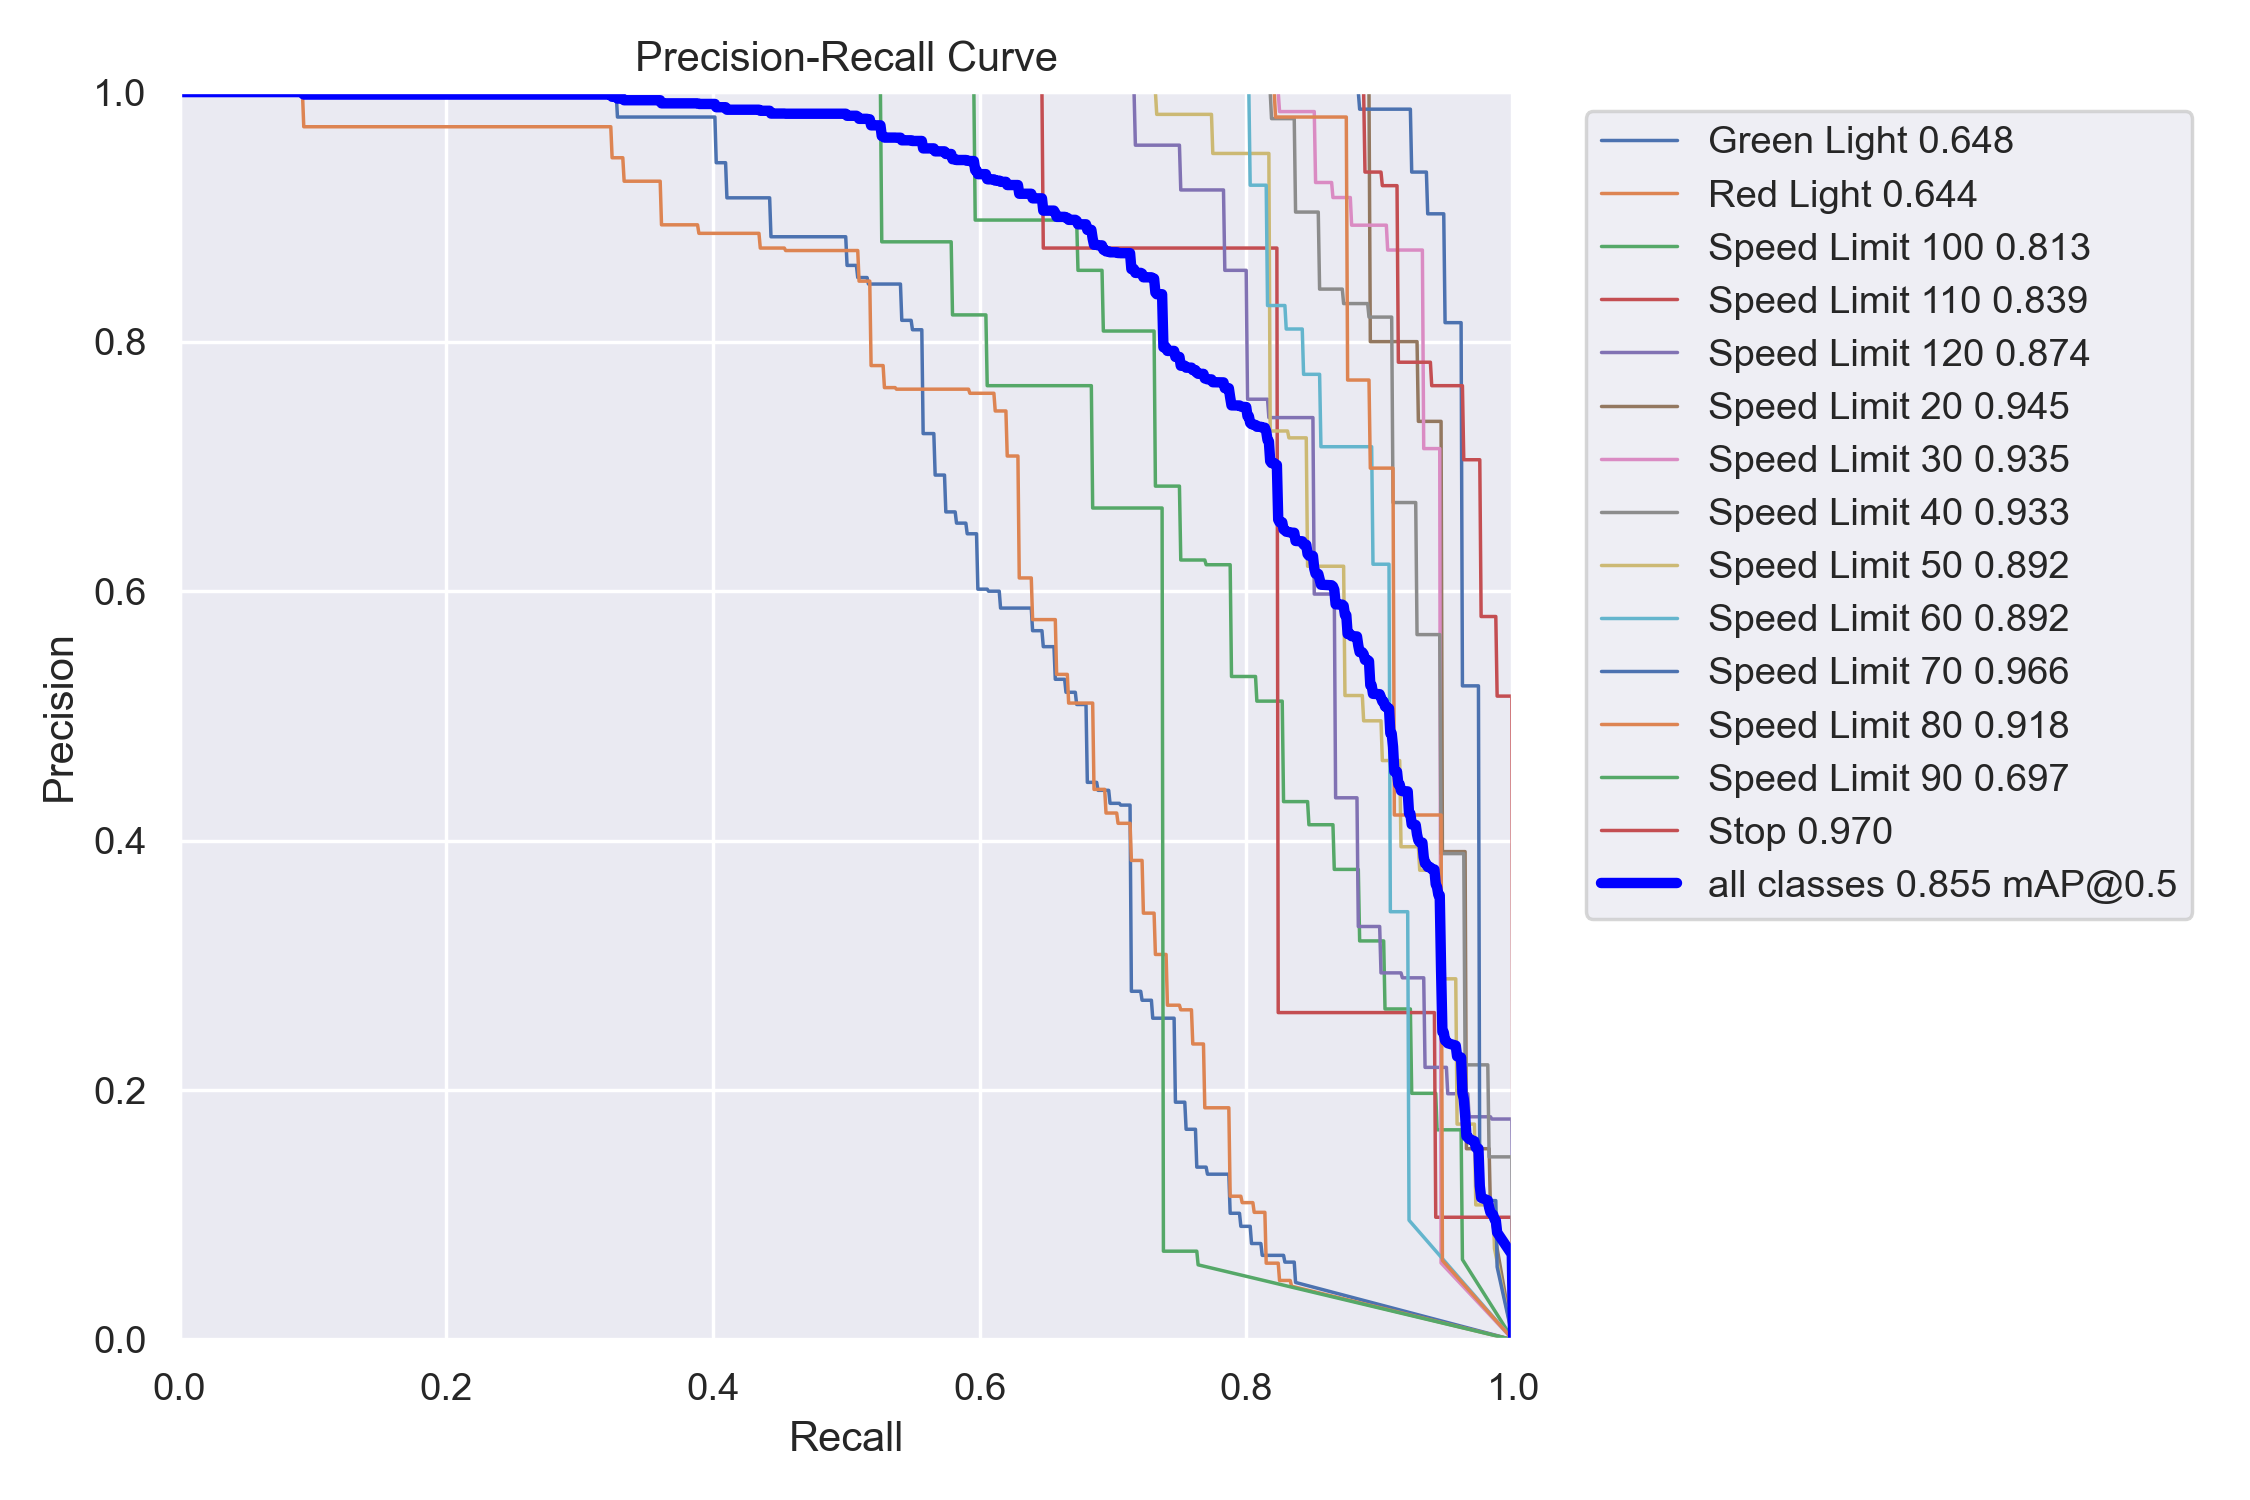 Precision-Recall Curve
1.0
0.8
0.6
0.4
0.2
0.0
Precision
0.0 0.2 0.4 0.6 0.8 1.0
Recall
Green Light 0.648
Red Light 0.644
Speed Limit 100 0.813
Speed Limit 110 0.839
Speed Limit 120 0.874
Speed Limit 20 0.945
Speed Limit 30 0.935
Speed Limit 40 0.933
Speed Limit 50 0.892
Speed Limit 60 0.892
Speed Limit 70 0.966
Speed Limit 80 0.918
Speed Limit 90 0.697
Stop 0.970
all classes 0.855 mAP@0.5